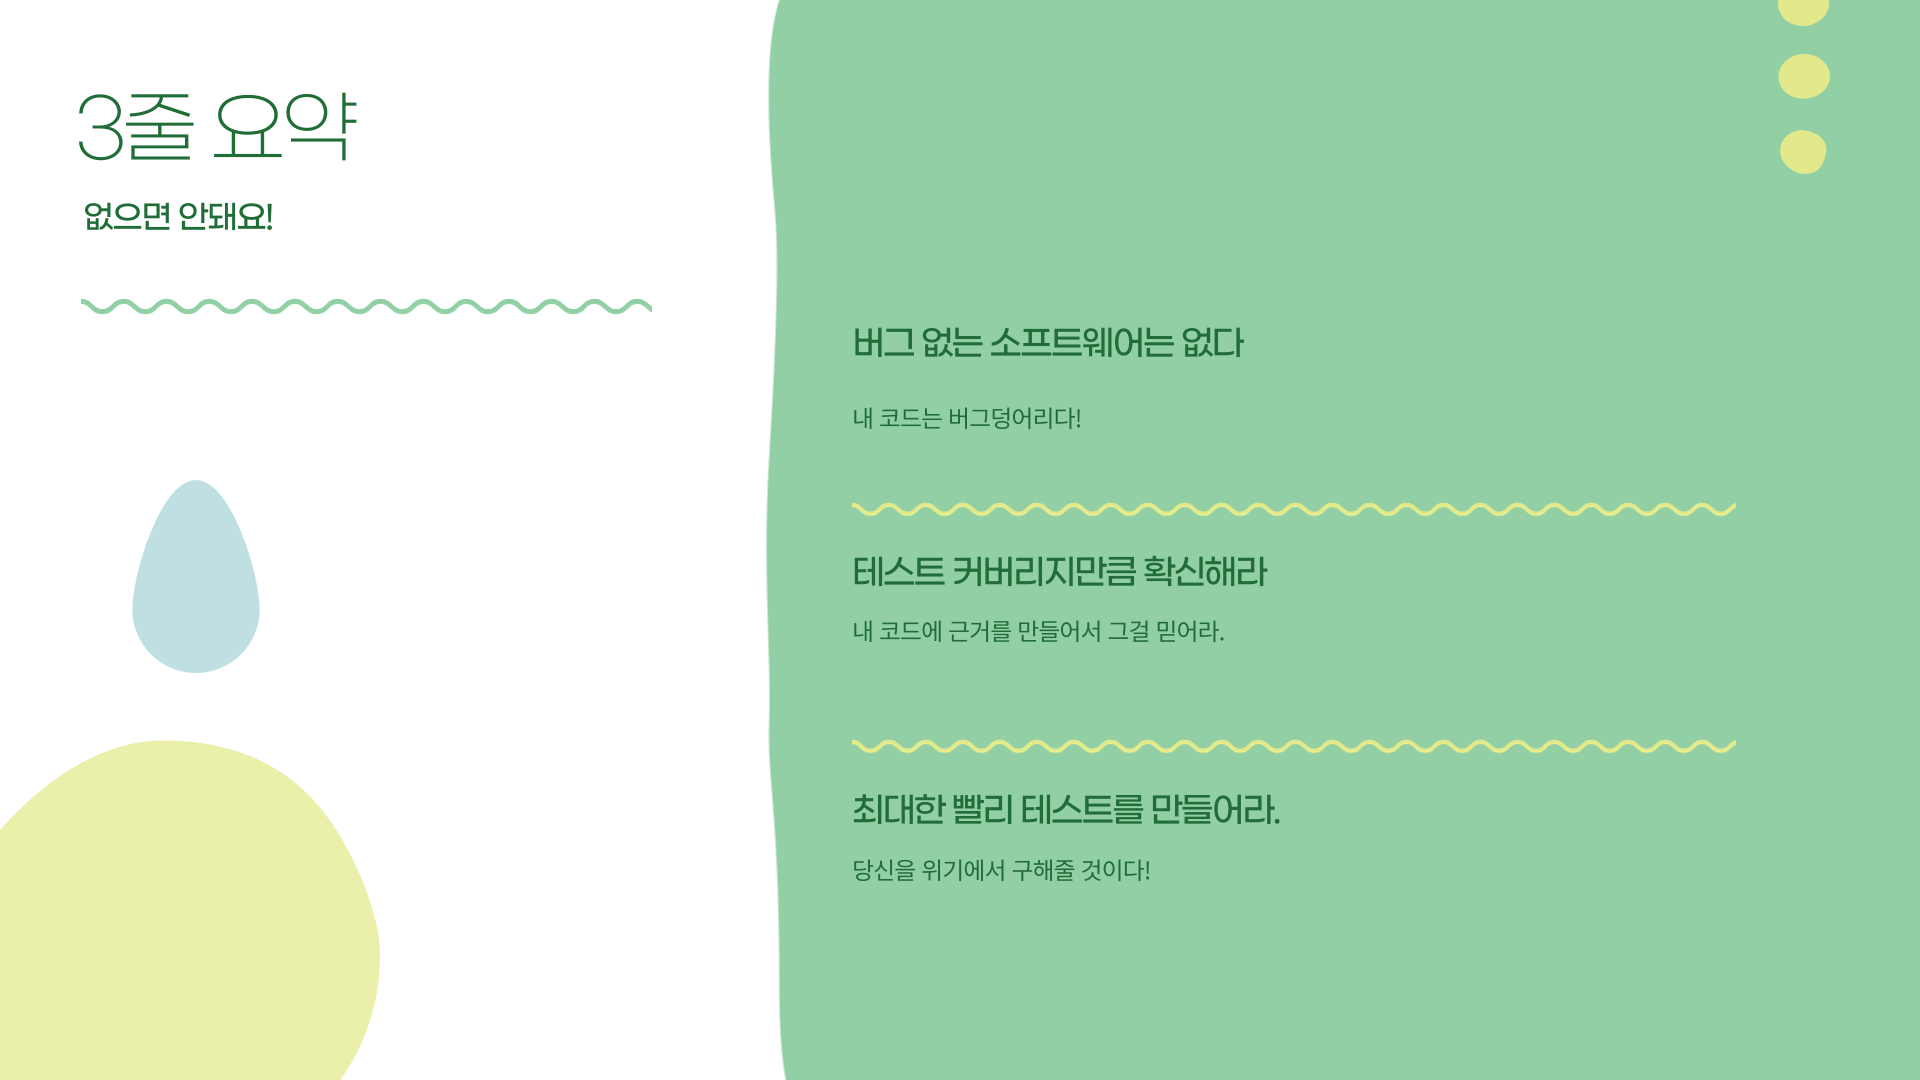 3줄 요약
없으면 안돼요!
버그 없는 소프트웨어는 없다
내 코드는 버그덩어리다!
테스트 커버리지만큼 확신해라
내 코드에 근거를 만들어서 그걸 믿어라.
최대한 빨리 테스트를 만들어라.
당신을 위기에서 구해줄 것이다!